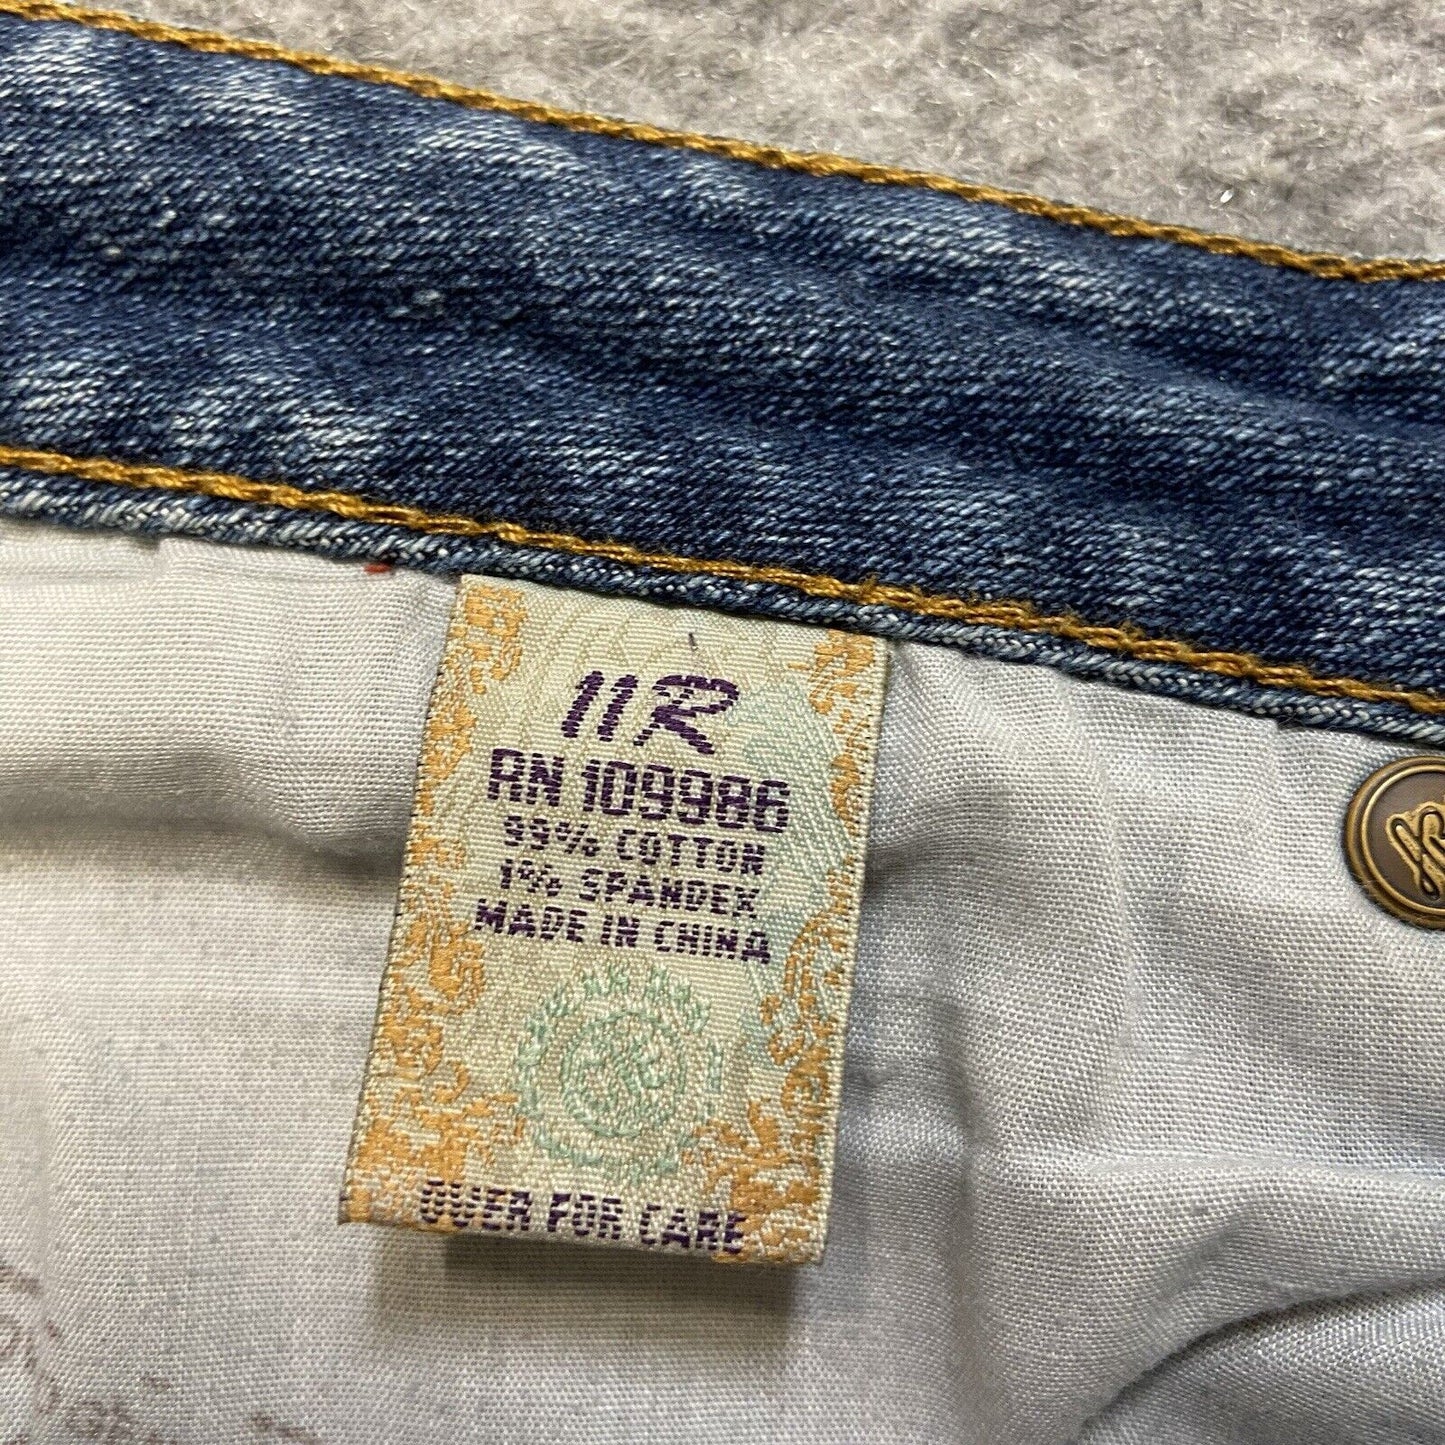 11R
RN 109986
99% COTTON
1% SPANDEX
MADE IN CHINA
OVER FOR CARE